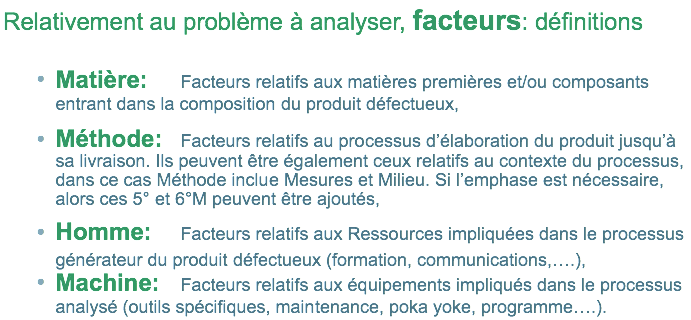 Relativement au problème à analyser, facteurs: définitions
• Matière: Facteurs relatifs aux matières premières et/ou composants
entrant dans la composition du produit défectueux,
• Méthode: Facteurs relatifs au processus d'élaboration du produit jusqu'à
sa livraison. Ils peuvent être également ceux relatifs au contexte du processus,
dans ce cas Méthode inclue Mesures et Milieu. Si l'emphase est nécessaire,
alors ces 5° et 6°M peuvent être ajoutés,
• Homme: Facteurs relatifs aux Ressources impliquées dans le processus
générateur du produit défectueux (formation, communications,….),
• Machine: Facteurs relatifs aux équipements impliqués dans le processus
analysé (outils spécifiques, maintenance, poka yoke, programme….).